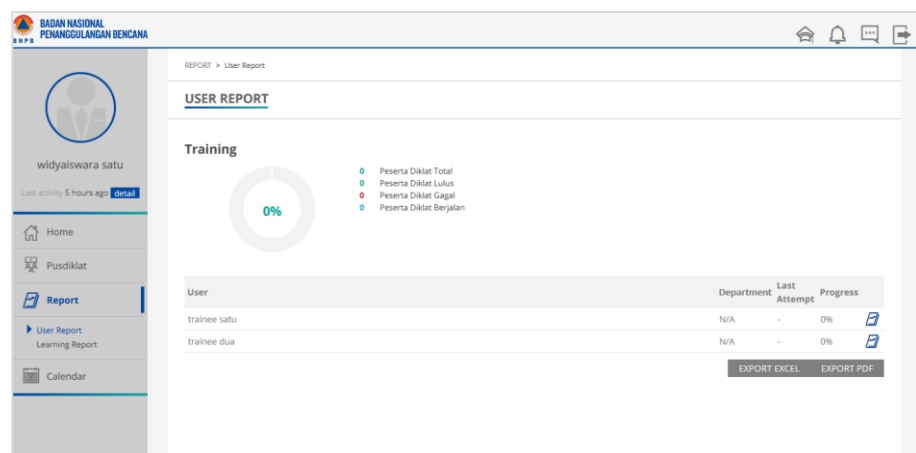 BADAN NASIONAL
PENANGGULANGAN BENCANA
BNPB
REPORT > User Report
USER REPORT
widyaiswara satu
Last activity 5 hours ago detail
Home
Pusdiklat
Report
User Report
Learning Report
Calendar
Training
0%
0 Peserta Diklat Total
0 Peserta Diklat Lulus
0 Peserta Diklat Gagal
0 Peserta Diklat Berjalan
User Department Last Attempt Progress
trainee satu N/A - 0%
trainee dua N/A - 0%
EXPORT EXCEL EXPORT PDF